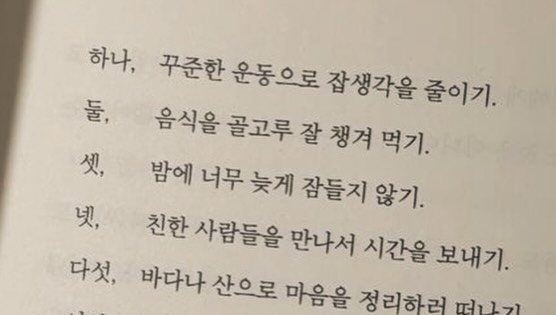 하나, 꾸준한 운동으로 잡생각을 줄이기.
둘, 음식을 골고루 잘 챙겨 먹기.
셋, 밤에 너무 늦게 잠들지 않기.
넷, 친한 사람들을 만나서 시간을 보내기.
다섯, 바다나 산으로 마음을 정리하러 떠나기